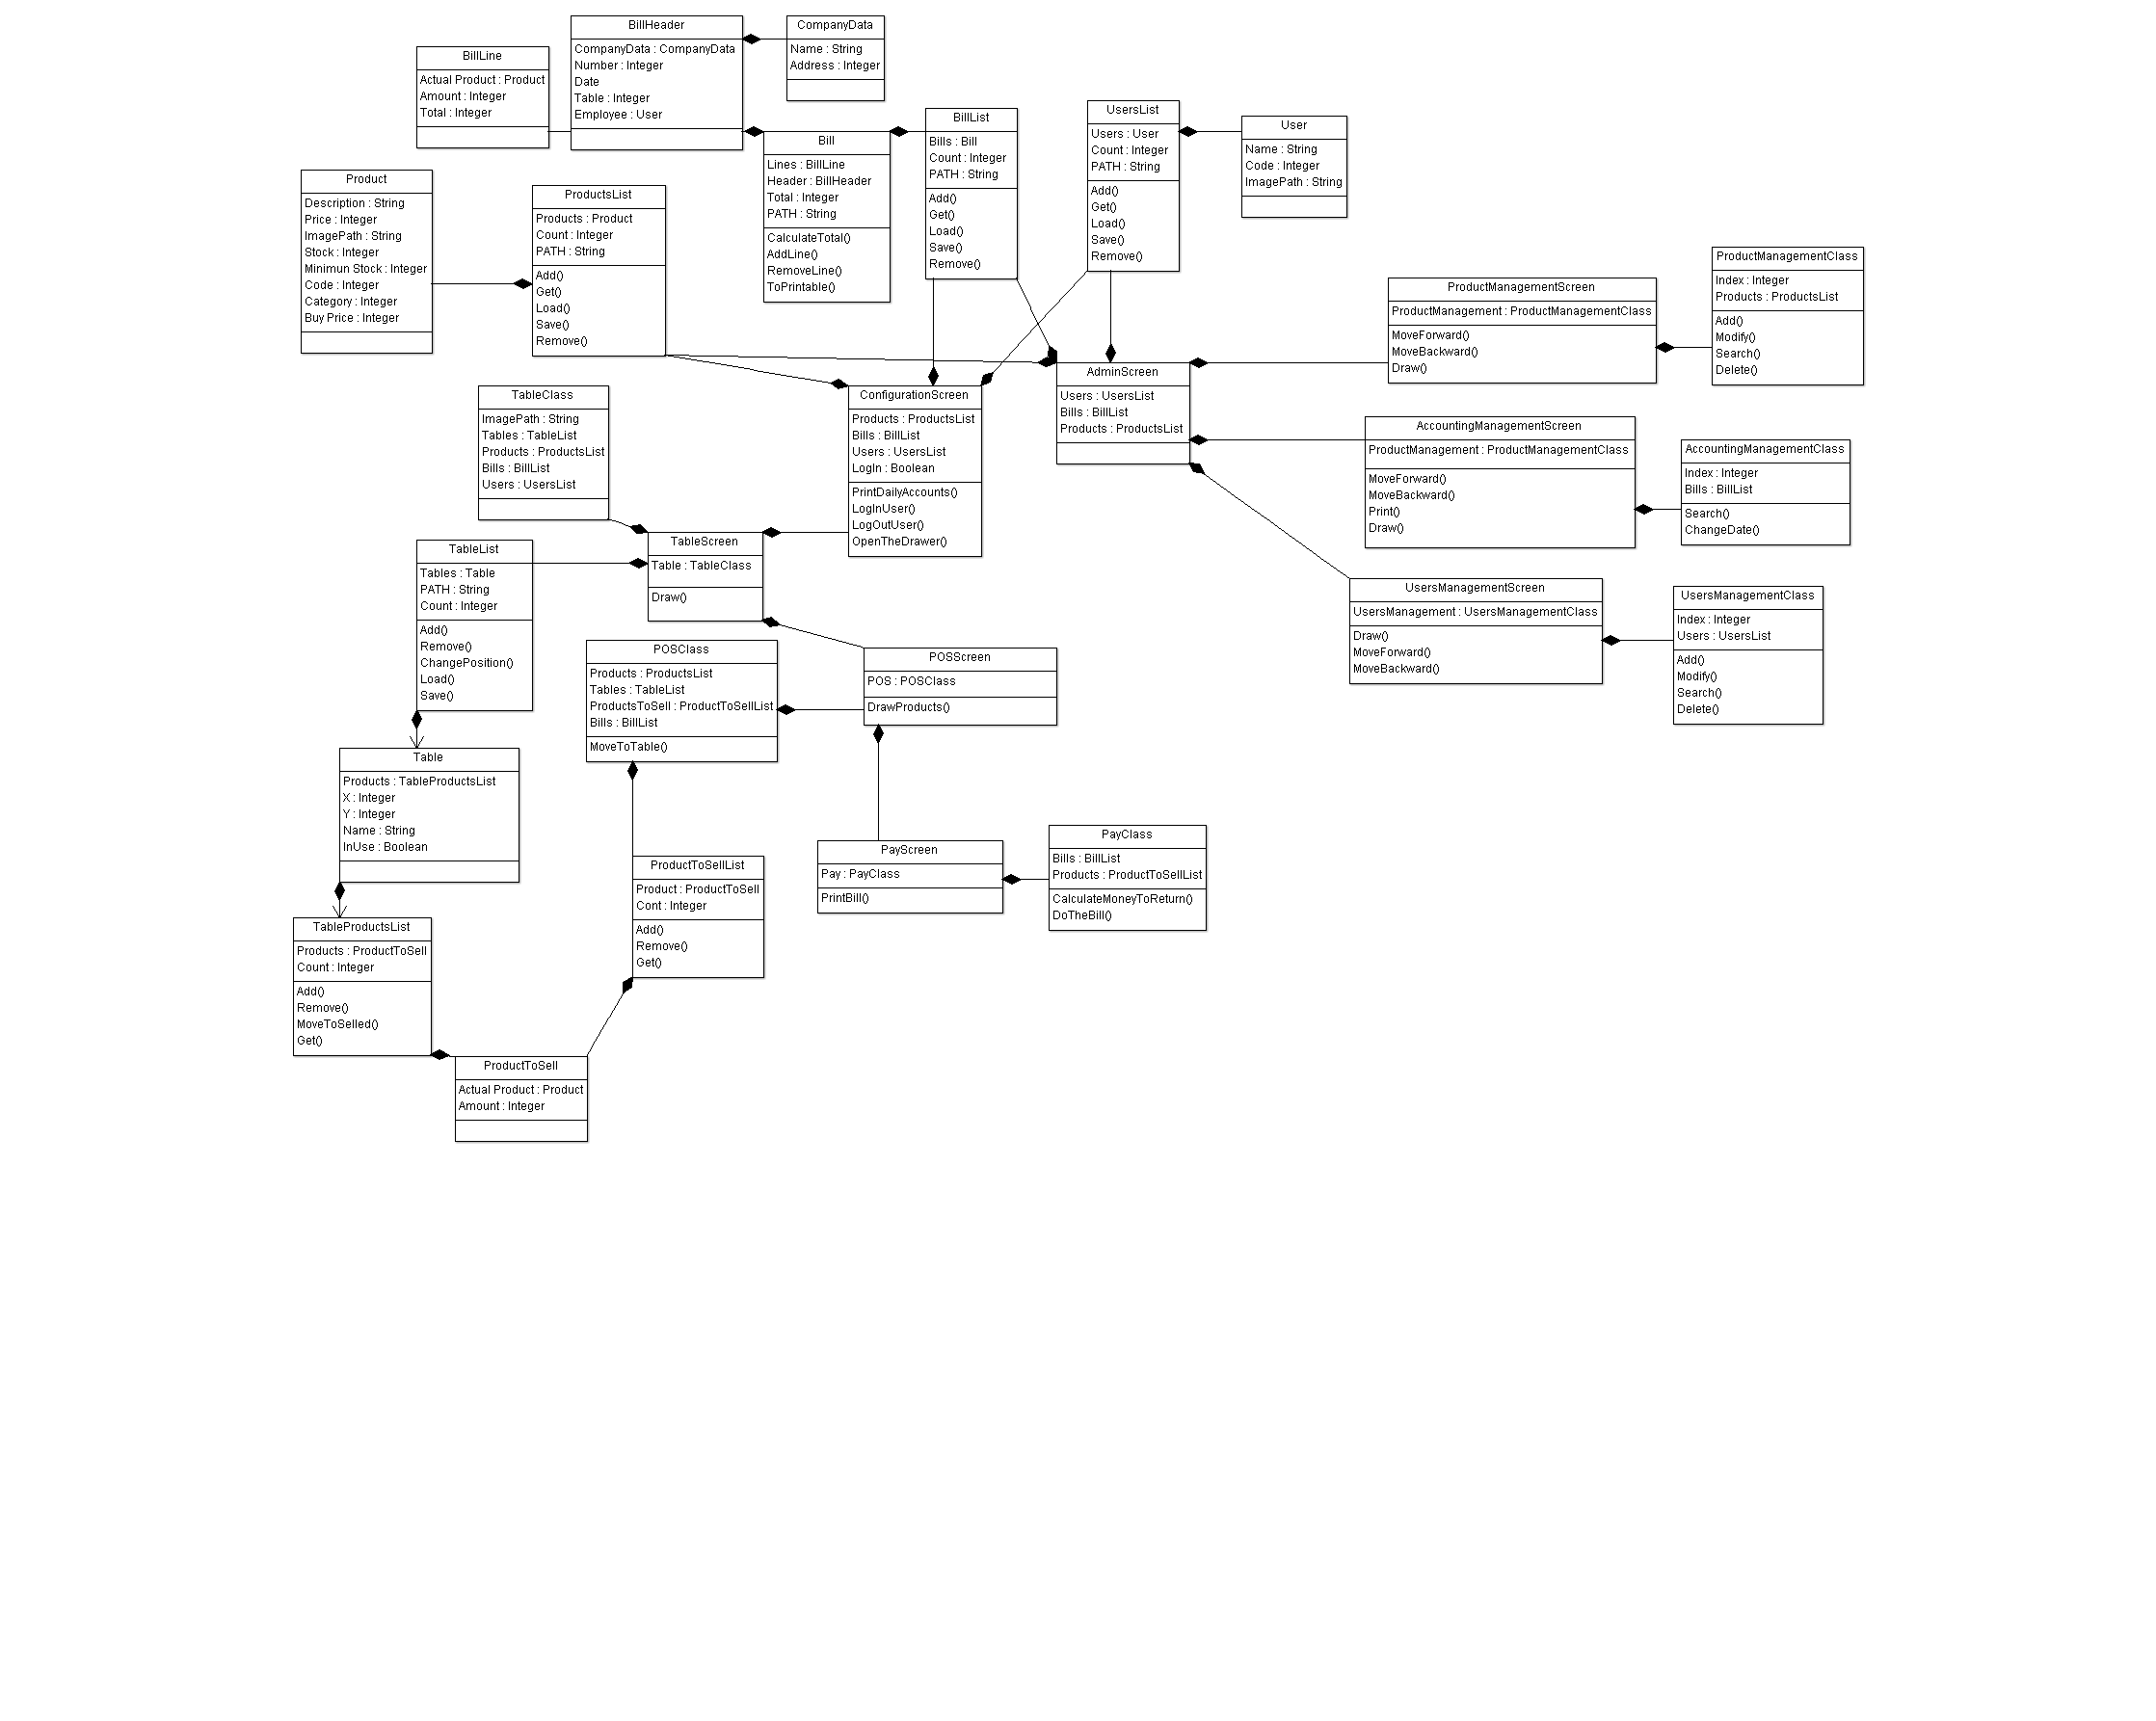 BillHeader
CompanyData : CompanyData
Number : Integer
Date
Table : Integer
Employee : User
CompanyData
Name : String
Address : Integer
BillLine
Actual Product : Product
Amount : Integer
Total : Integer
BillList
Bills : Bill
Count : Integer
PATH : String
Add()
Get()
Load()
Save()
Remove()
UsersList
Users : User
Count : Integer
PATH : String
Add()
Get()
Load()
Save()
Remove()
User
Name : String
Code : Integer
ImagePath : String
Bill
Lines : BillLine
Header : BillHeader
Total : Integer
PATH : String
CalculateTotal()
AddLine()
RemoveLine()
ToPrintable()
Product
Description : String
Price : Integer
ImagePath : String
Stock : Integer
Minimun Stock : Integer
Code : Integer
Category : Integer
Buy Price : Integer
ProductsList
Products : Product
Count : Integer
PATH : String
Add()
Get()
Load()
Save()
Remove()
ProductManagementClass
Index : Integer
Products : ProductsList
Add()
Modify()
Search()
Delete()
ProductManagementScreen
ProductManagement : ProductManagementClass
MoveForward()
MoveBackward()
Draw()
AdminScreen
Users : UsersList
Bills : BillList
Products : ProductsList
TableClass
ImagePath : String
Tables : TableList
Products : ProductsList
Bills : BillList
Users : UsersList
ConfigurationScreen
Products : ProductsList
Bills : BillList
Users : UsersList
LogIn : Boolean
PrintDailyAccounts()
LogInUser()
LogOutUser()
OpenTheDrawer()
AccountingManagementScreen
ProductManagement : ProductManagementClass
MoveForward()
MoveBackward()
Print()
Draw()
AccountingManagementClass
Index : Integer
Bills : BillList
Search()
ChangeDate()
TableScreen
Table : TableClass
Draw()
TableList
Tables : Table
PATH : String
Count : Integer
Add()
Remove()
ChangePosition()
Load()
Save()
UsersManagementScreen
UsersManagement : UsersManagementClass
Draw()
MoveForward()
MoveBackward()
UsersManagementClass
Index : Integer
Users : UsersList
Add()
Modify()
Search()
Delete()
POSClass
Products : ProductsList
Tables : TableList
ProductsToSell : ProductToSellList
Bills : BillList
MoveToTable()
POSScreen
POS : POSClass
DrawProducts()
Table
Products : TableProductsList
X : Integer
Y : Integer
Name : String
InUse : Boolean
PayScreen
Pay : PayClass
PrintBill()
PayClass
Bills : BillList
Products : ProductToSellList
CalculateMoneyToReturn()
DoTheBill()
ProductToSellList
Product : ProductToSell
Cont : Integer
Add()
Remove()
Get()
TableProductsList
Products : ProductToSell
Count : Integer
Add()
Remove()
MoveToSelled()
Get()
ProductToSell
Actual Product : Product
Amount : Integer